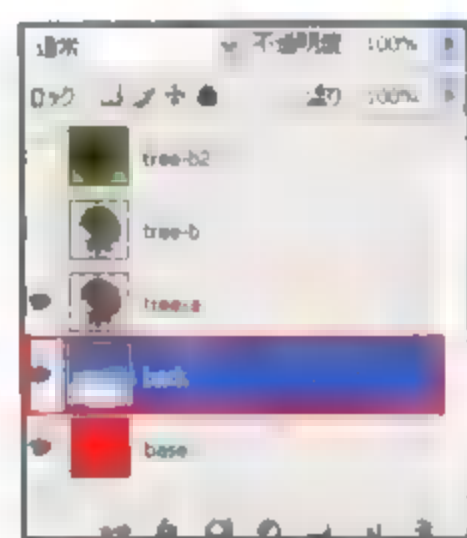 通常 不透明度 100%
ロック 塗り 100%
tree-b2
tree-b
tree-a
back
base